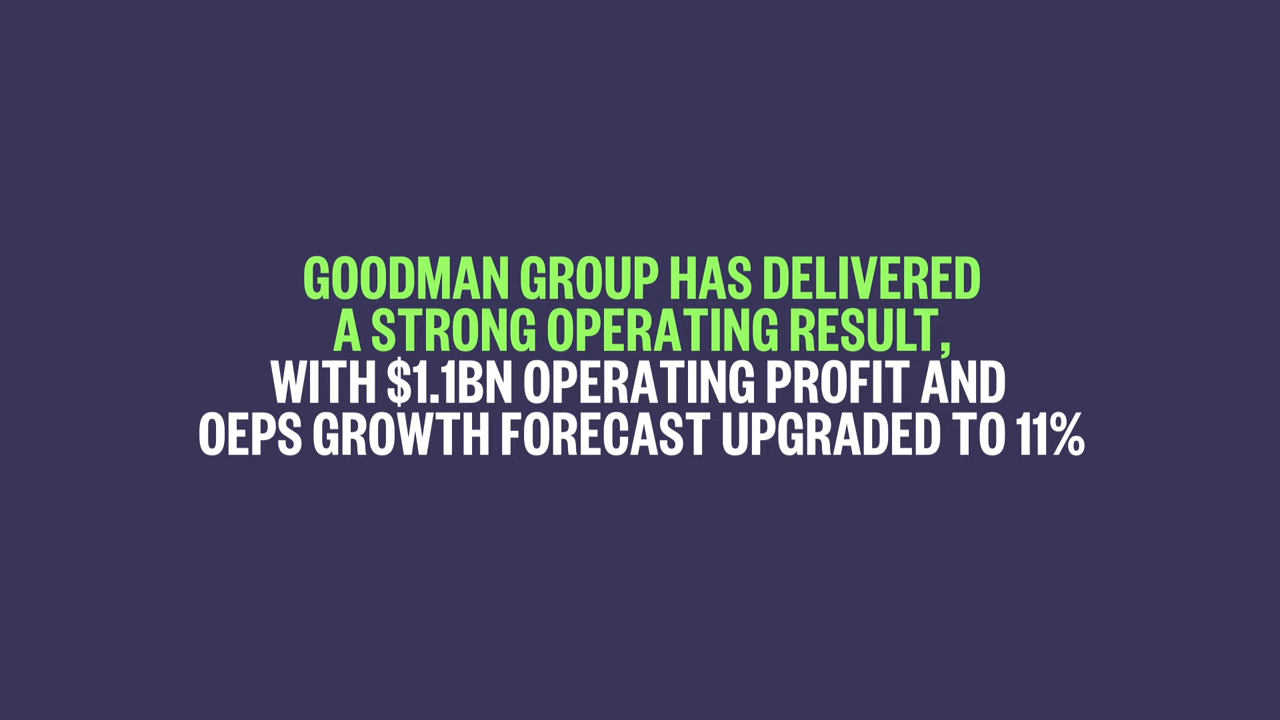 GOODMAN GROUP HAS DELIVERED
A STRONG OPERATING RESULT,
WITH $1.1BN OPERATING PROFIT AND
OEPS GROWTH FORECAST UPGRADED TO 11%